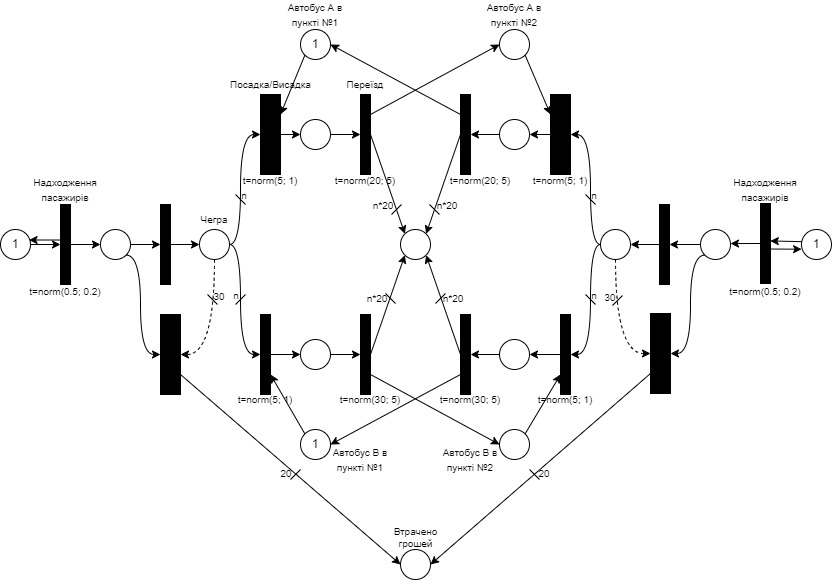 Автобус А в
пункті №1
Автобус А в
пункті №2
1
Посадка/Висадка
Переїзд
t=norm(5; 1)
t=norm(20; 5)
t=norm(20; 5)
t=norm(5; 1)
Надходження
пасажирів
Надходження
пасажирів
n
n*20
n*20
n
Чегра
1
1
t=norm(0.5; 0.2)
t=norm(0.5; 0.2)
30
n
n*20
n*20
n
30
t=norm(5; 1)
t=norm(30; 5)
t=norm(30; 5)
t=norm(5; 1)
1
Автобус В в
пункті №1
Автобус В в
пункті №2
20
20
Втрачено
грошей